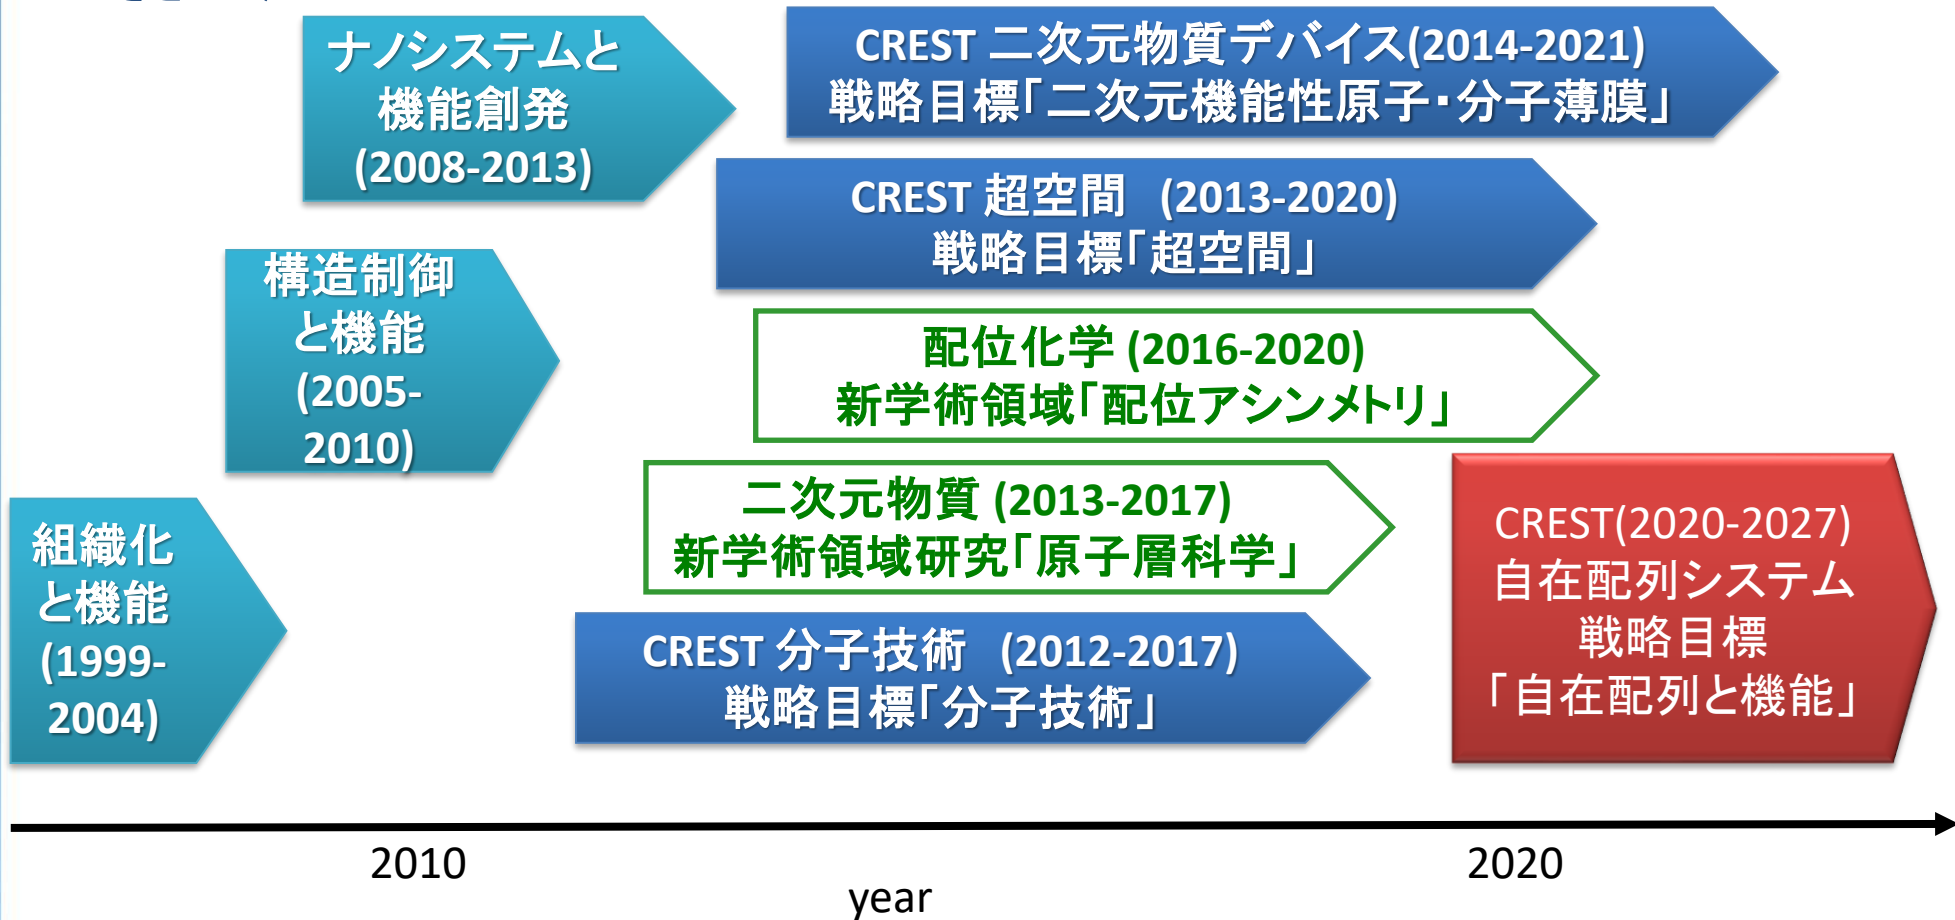 ナノシステムと
機能創発
(2008-2013)
CREST 二次元物質デバイス(2014-2021)
戦略目標「二次元機能性原子・分子薄膜」
CREST 超空間 (2013-2020)
戦略目標「超空間」
構造制御
と機能
(2005-
2010)
配位化学 (2016-2020)
新学術領域「配位アシンメトリ」
二次元物質 (2013-2017)
新学術領域研究「原子層科学」
組織化
と機能
(1999-
2004)
CREST 分子技術 (2012-2017)
戦略目標「分子技術」
CREST(2020-2027)
自在配列システム
戦略目標
「自在配列と機能」
2010
2020
year